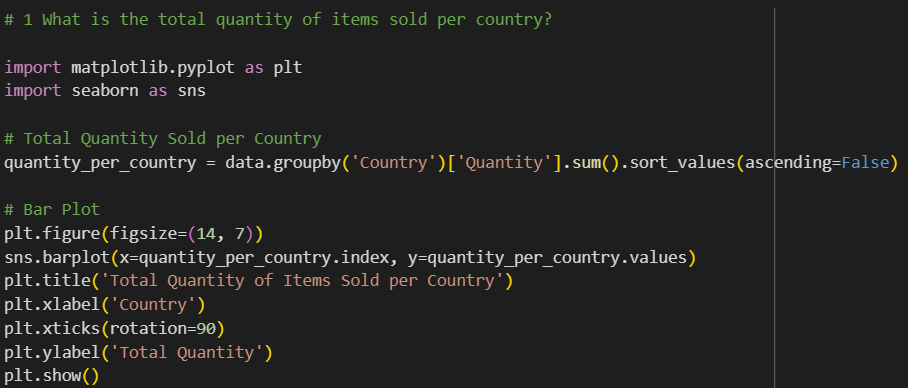 # 1 What is the total quantity of items sold per country?
import matplotlib.pyplot as plt
import seaborn as sns
# Total Quantity Sold per Country
quantity_per_country = data.groupby('Country')['Quantity'].sum().sort_values(ascending=False)
# Bar Plot
plt.figure(figsize=(14, 7))
sns.barplot(x=quantity_per_country.index, y=quantity_per_country.values)
plt.title('Total Quantity of Items Sold per Country')
plt.xlabel('Country')
plt.xticks(rotation=90)
plt.ylabel('Total Quantity')
plt.show()